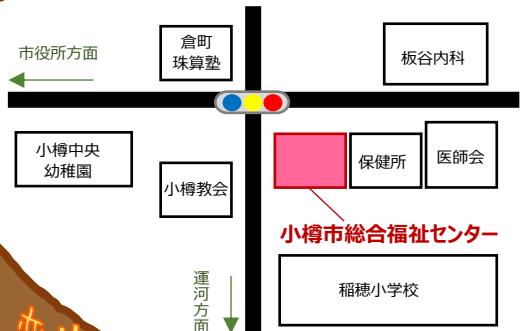 市役所方面
倉町
珠算塾
板谷内科
小樽中央
幼稚園
小樽教会
保健所
医師会
小樽市総合福祉センター
運河方面
稲穂小学校